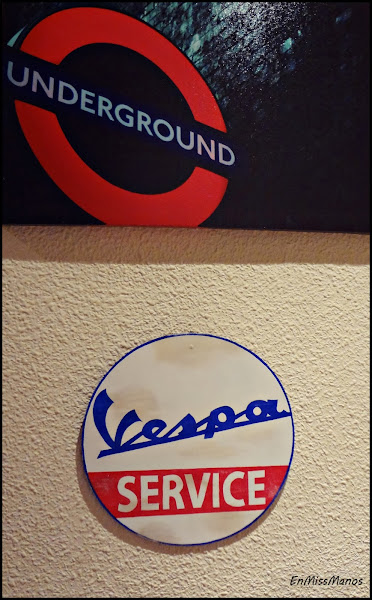 UNDERGROUND
Vespa
SERVICE
EnMissManos